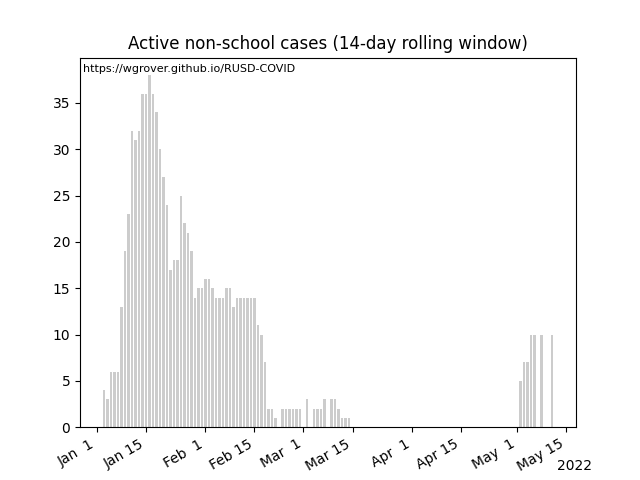 Active non-school cases (14-day rolling window)
https://wgrover.github.io/RUSD-COVID
35
30
25
20
15
10
5
0
Jan 1
Jan 15
Feb 1
Feb 15
Mar 1
Mar 15
Apr 1
Apr 15
May 1
May 15
2022